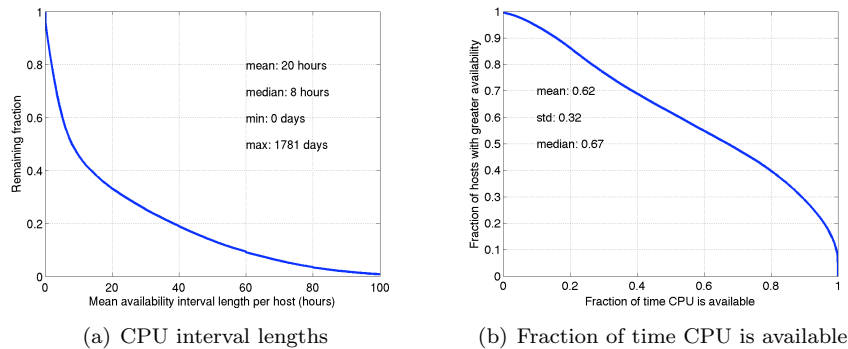 1
0.8
0.6
0.4
0.2
0
0 20 40 60 80 100
Remaining fraction
mean: 20 hours
median: 8 hours
min: 0 days
max: 1781 days
Mean availability interval length per host (hours)
(a) CPU interval lengths
1
0.9
0.8
0.7
0.6
0.5
0.4
0.3
0.2
0.1
0
0 0.2 0.4 0.6 0.8 1
Fraction of hosts with greater availability
mean: 0.62
std: 0.32
median: 0.67
Fraction of time CPU is available
(b) Fraction of time CPU is available